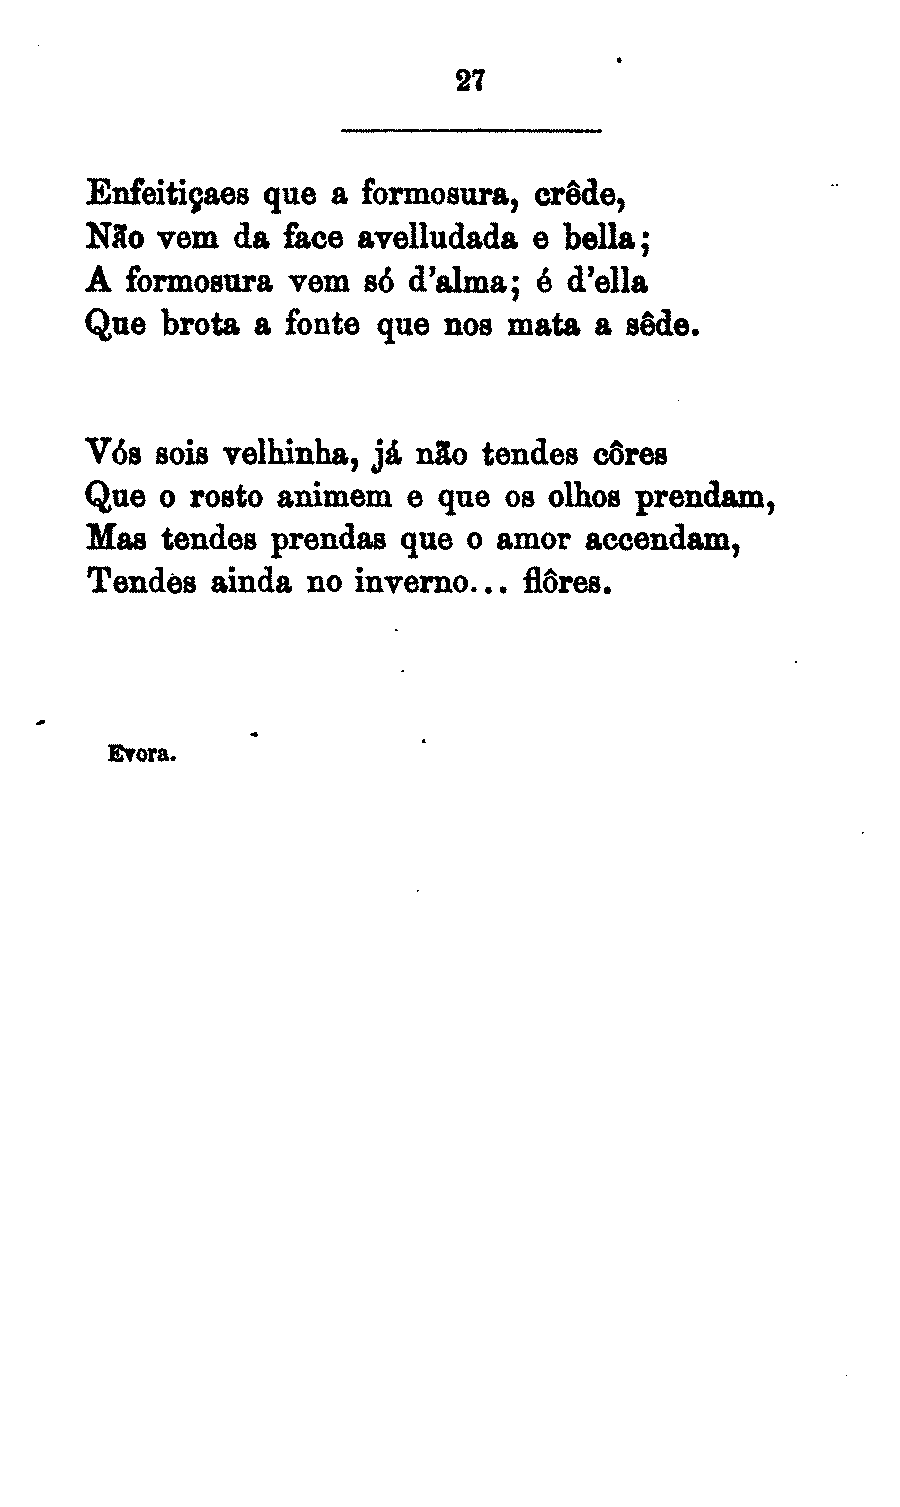 27
Enfeitiçaes que a formosura, crêde,
Não vem da face avelludada e bella;
A formosura vem só d'alma; é d'ella
Que brota a fonte que nos mata a sêde.
Vós sois velhinha, já não tendes côres
Que o rosto animem e que os olhos prendam,
Mas tendes prendas que o amor accendam,
Tendes ainda no inverno... flôres.
Evora.